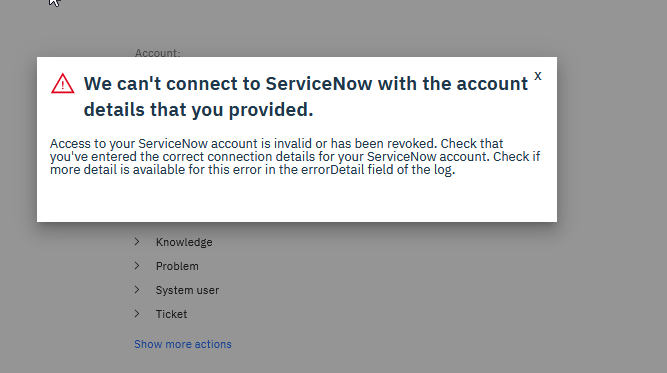 Account:
We can't connect to ServiceNow with the account
details that you provided.
x
Access to your ServiceNow account is invalid or has been revoked. Check that
you've entered the correct connection details for your ServiceNow account. Check if
more detail is available for this error in the errorDetail field of the log.
Knowledge
Problem
System user
Ticket
Show more actions